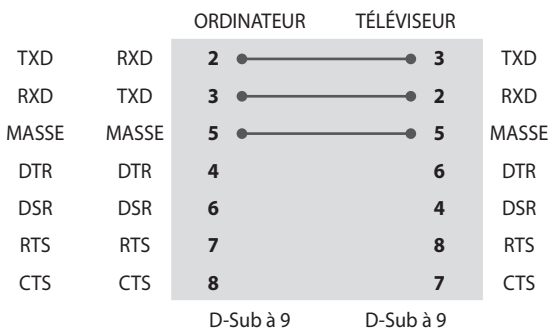 ORDINATEUR TÉLÉVISEUR
TXD RXD 2 3 TXD
RXD TXD 3 2 RXD
MASSE MASSE 5 5 MASSE
DTR DTR 4 6 DTR
DSR DSR 6 4 DSR
RTS RTS 7 8 RTS
CTS CTS 8 7 CTS
D-Sub à 9 D-Sub à 9